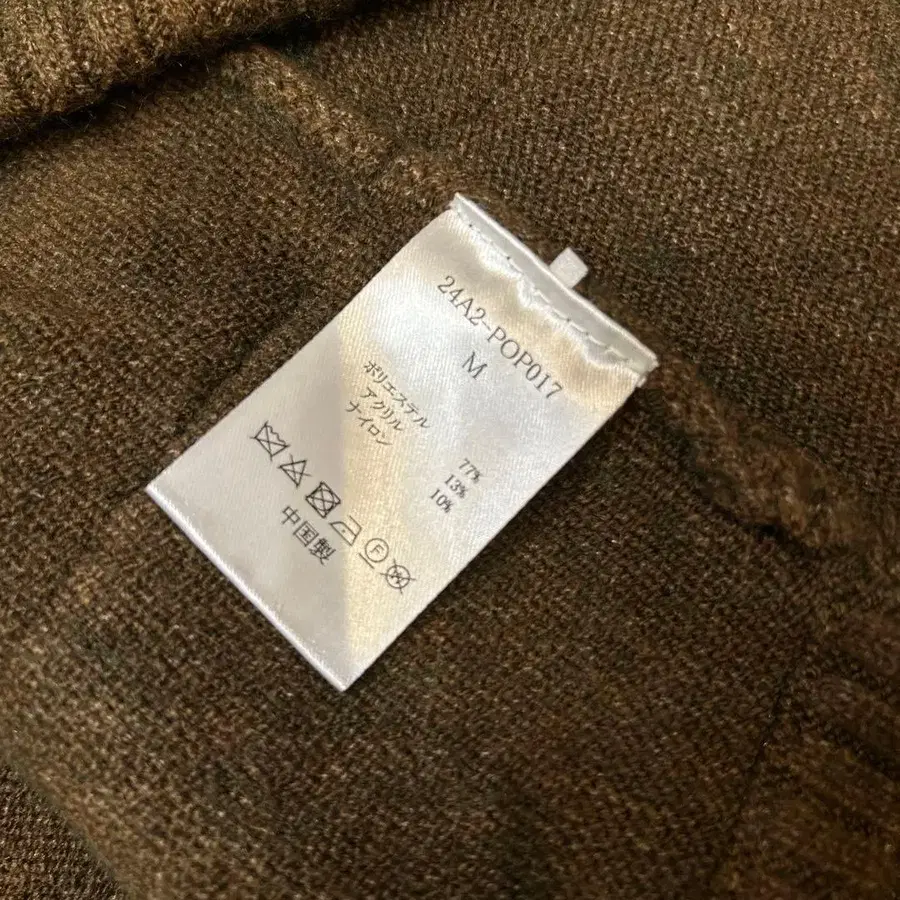 24A2-POP017
M
ポリエステル 77%
アクリル 13%
ナイロン 10%
F W
中国製